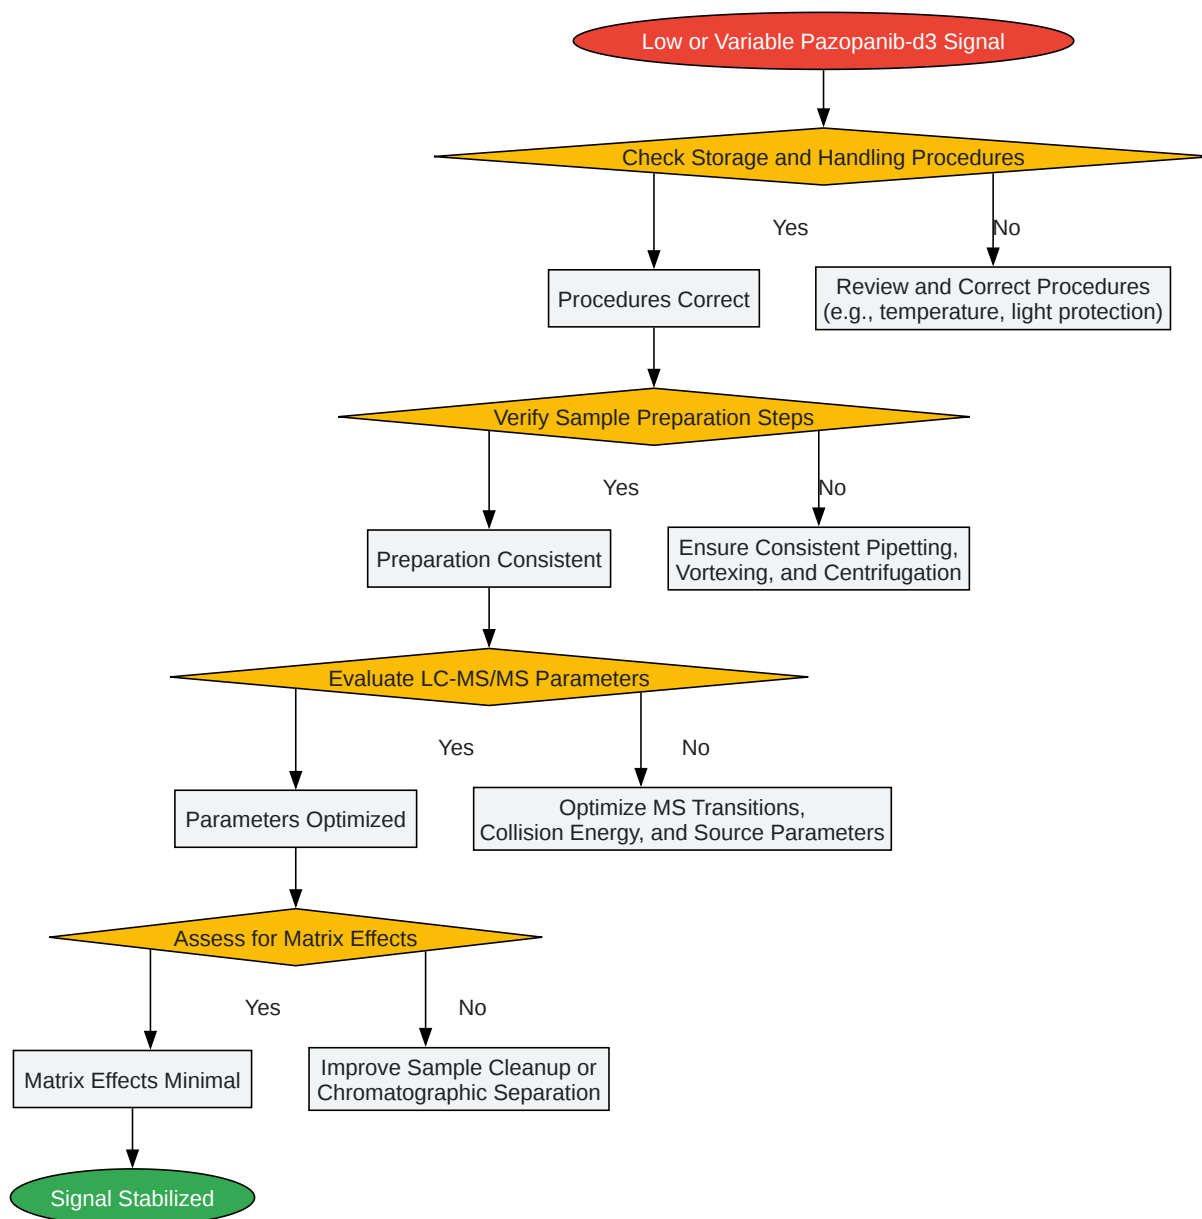 Low or Variable Pazopanib-d3 Signal
Check Storage and Handling Procedures
Yes
No
Procedures Correct
Review and Correct Procedures
(e.g., temperature, light protection)
Verify Sample Preparation Steps
Yes
No
Preparation Consistent
Ensure Consistent Pipetting,
Vortexing, and Centrifugation
Evaluate LC-MS/MS Parameters
Yes
No
Parameters Optimized
Optimize MS Transitions,
Collision Energy, and Source Parameters
Assess for Matrix Effects
Yes
No
Matrix Effects Minimal
Improve Sample Cleanup or
Chromatographic Separation
Signal Stabilized